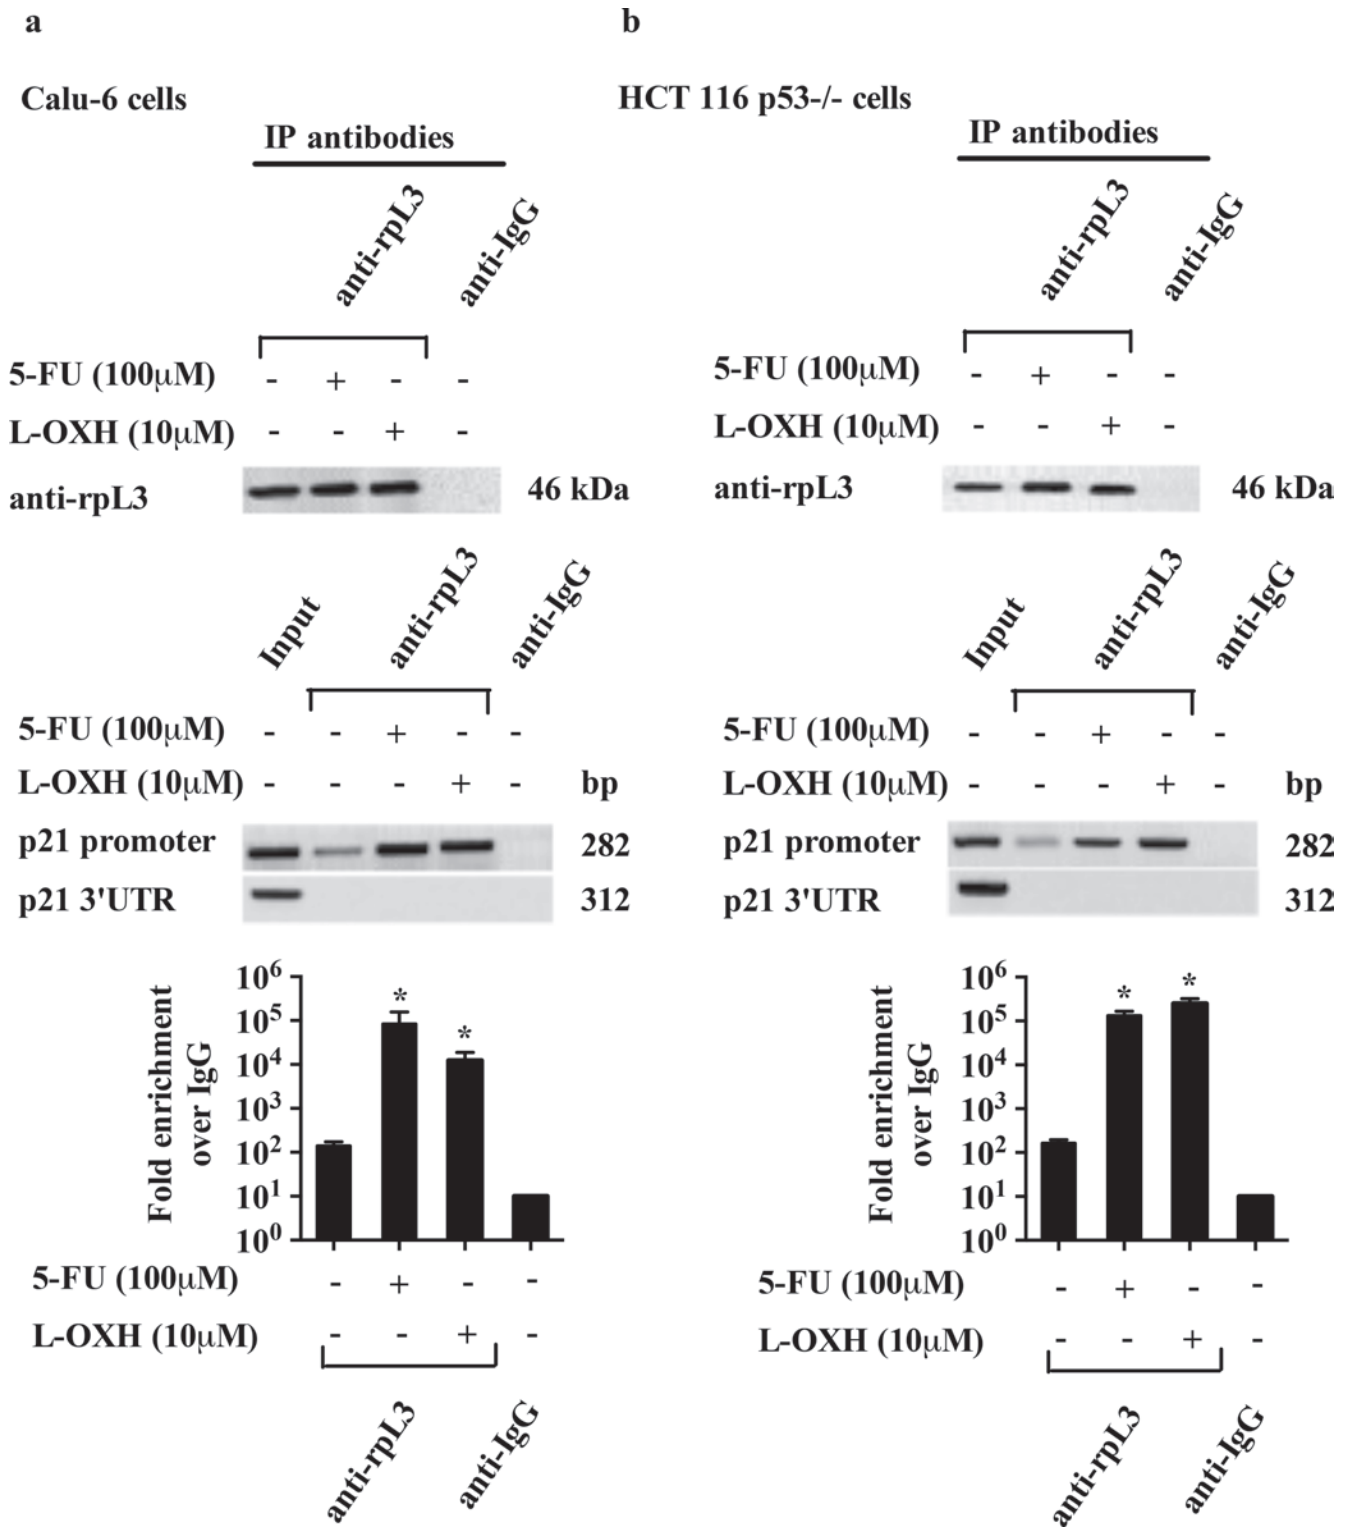 a
Calu-6 cells
IP antibodies
anti-rpL3
anti-IgG
5-FU (100μM) - + - -
L-OXH (10μM) - - + -
anti-rpL3 46 kDa
Input
anti-rpL3
anti-IgG
5-FU (100μM) - - + - -
L-OXH (10μM) - - - + - bp
p21 promoter 282
p21 3'UTR 312
Fold enrichment
over IgG
10⁶
10⁵
10⁴
10³
10²
10¹
10⁰
* *
5-FU (100μM) - + - -
L-OXH (10μM) - - + -
anti-rpL3
anti-IgG
b
HCT 116 p53-/- cells
IP antibodies
anti-rpL3
anti-IgG
5-FU (100μM) - + - -
L-OXH (10μM) - - + -
anti-rpL3 46 kDa
Input
anti-rpL3
anti-IgG
5-FU (100μM) - - + - -
L-OXH (10μM) - - - + - bp
p21 promoter 282
p21 3'UTR 312
Fold enrichment
over IgG
10⁶
10⁵
10⁴
10³
10²
10¹
10⁰
* *
5-FU (100μM) - + - -
L-OXH (10μM) - - + -
anti-rpL3
anti-IgG